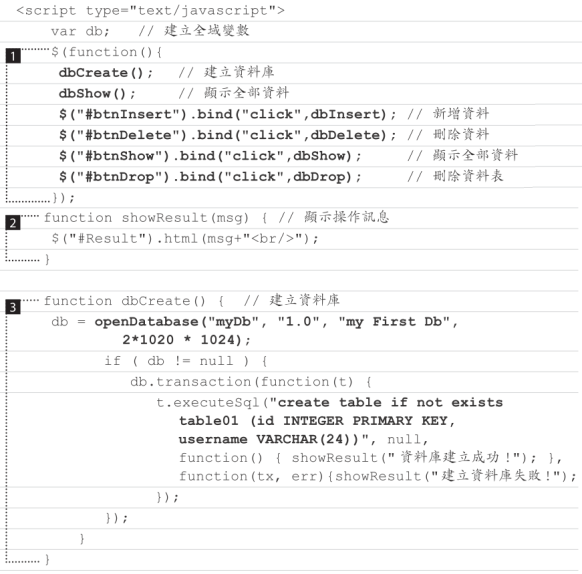 <script type="text/javascript">
var db; // 建立全域變數
1 $(function(){
dbCreate(); // 建立資料庫
dbShow(); // 顯示全部資料
$("#btnInsert").bind("click",dbInsert); // 新增資料
$("#btnDelete").bind("click",dbDelete); // 刪除資料
$("#btnShow").bind("click",dbShow); // 顯示全部資料
$("#btnDrop").bind("click",dbDrop); // 刪除資料表
});
2 function showResult(msg) { // 顯示操作訊息
$("#Result").html(msg+"<br/>");
}
3 function dbCreate() { // 建立資料庫
db = openDatabase("myDb", "1.0", "my First Db",
2*1020 * 1024);
if ( db != null ) {
db.transaction(function(t) {
t.executeSql("create table if not exists
table01 (id INTEGER PRIMARY KEY,
username VARCHAR(24))", null,
function() { showResult("資料庫建立成功!"); },
function(tx, err){showResult("建立資料庫失敗!");
});
});
}
}